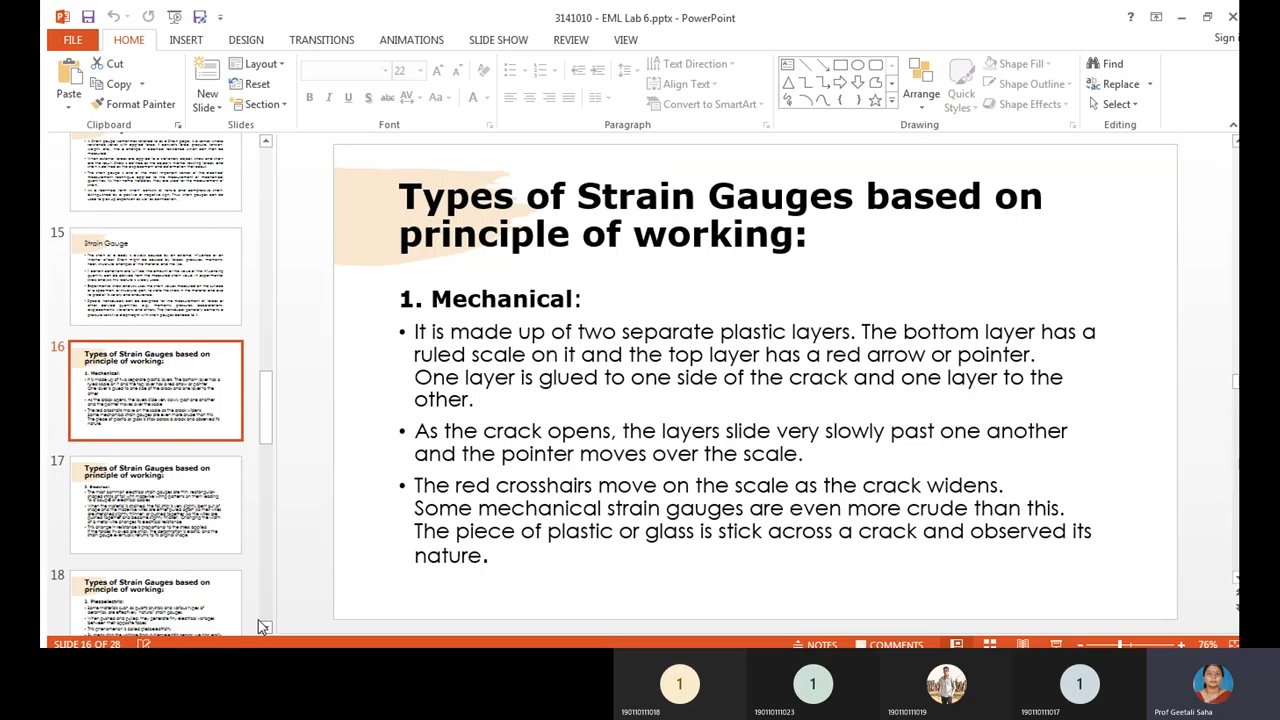 3141010 - EML Lab 6.pptx - PowerPoint
Sign i
FILE
HOME
INSERT
DESIGN
TRANSITIONS
ANIMATIONS
SLIDE SHOW
REVIEW
VIEW
Paste
Cut
Copy
Format Painter
Clipboard
New
Slide
Layout
Reset
Section
Slides
22
Font
Text Direction
Align Text
Convert to SmartArt
Paragraph
Arrange
Quick
Styles
Shape Fill
Shape Outline
Shape Effects
Drawing
Find
Replace
Select
Editing
15
Strain Gauge
16
Types of Strain Gauges based on
principle of working:
1. Mechanical:
17
Types of Strain Gauges based on
principle of working:
18
Types of Strain Gauges based on
principle of working:
Types of Strain Gauges based on
principle of working:
1. Mechanical:
• It is made up of two separate plastic layers. The bottom layer has a
ruled scale on it and the top layer has a red arrow or pointer.
One layer is glued to one side of the crack and one layer to the
other.
• As the crack opens, the layers slide very slowly past one another
and the pointer moves over the scale.
• The red crosshairs move on the scale as the crack widens.
Some mechanical strain gauges are even more crude than this.
The piece of plastic or glass is stick across a crack and observed its
nature.
SLIDE 16 OF 28
NOTES
COMMENTS
76%
1
190110111018
1
190110111023
190110111019
1
190110111017
Prof Geetali Saha